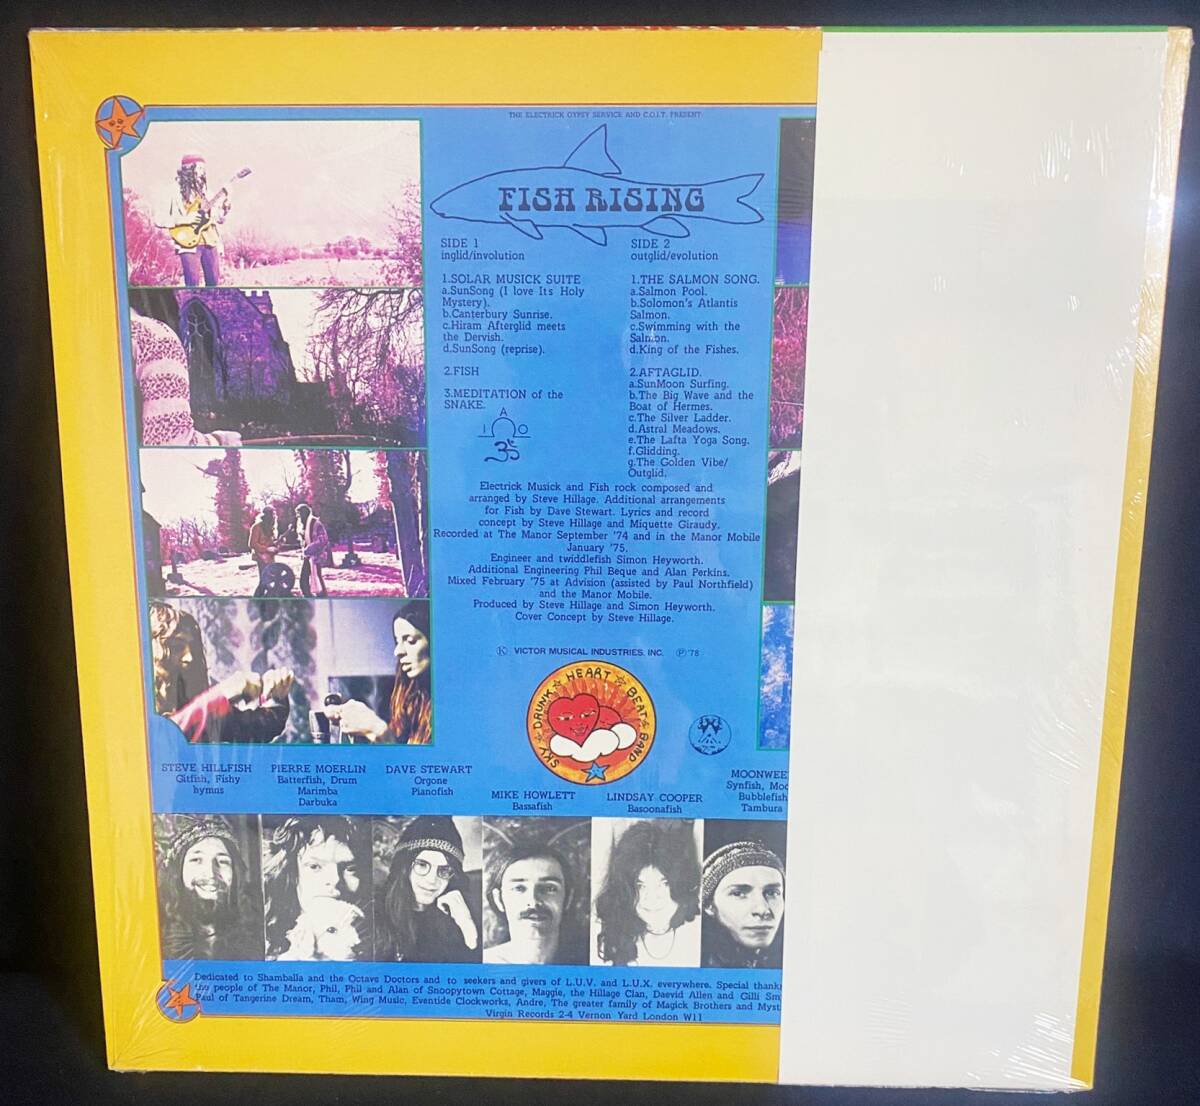 THE ELECTRICK GYPSY SERVICE AND C.O.I.T. PRESENT
FISH RISING
SIDE 1
inglid/involution
1.SOLAR MUSICK SUITE
a.SunSong (I love Its Holy
Mystery).
b.Canterbury Sunrise.
c.Hiram Afterglid meets
the Dervish.
d.SunSong (reprise).
2.FISH
3.MEDITATION of the
SNAKE.
A
1 O
ॐ
SIDE 2
outglid/evolution
1.THE SALMON SONG.
a.Salmon Pool.
b.Solomon's Atlantis
Salmon.
c.Swimming with the
Salmon.
d.King of the Fishes.
2.AFTAGLID.
a.SunMoon Surfing.
b.The Big Wave and the
Boat of Hermes.
c.The Silver Ladder.
d.Astral Meadows.
e.The Lafta Yoga Song.
f.Glidding.
g.The Golden Vibe/
Outglid.
Electrick Musick and Fish rock composed and
arranged by Steve Hillage. Additional arrangements
for Fish by Dave Stewart. Lyrics and record
concept by Steve Hillage and Miquette Giraudy.
Recorded at The Manor September '74 and in the Manor Mobile
January '75.
Engineer and twiddlefish Simon Heyworth.
Additional Engineering Phil Beque and Alan Perkins.
Mixed February '75 at Advision (assisted by Paul Northfield)
and the Manor Mobile.
Produced by Steve Hillage and Simon Heyworth.
Cover Concept by Steve Hillage.
Ⓚ VICTOR MUSICAL INDUSTRIES, INC. Ⓟ'78
SKY DRUNK HEART BEAT BAND
STEVE HILLFISH
Gitfish, Fishy
hymns
PIERRE MOERLIN
Batterfish, Drum
Marimba
Darbuka
DAVE STEWART
Orgone
Pianofish
MIKE HOWLETT
Bassafish
LINDSAY COOPER
Basoonafish
MOONWEE
Synfish, Moo
Bubblefish
Tambura
Dedicated to Shamballa and the Octave Doctors and to seekers and givers of L.U.V. and L.U.X. everywhere. Special thank
the people of The Manor, Phil, Phil and Alan of Snoopytown Cottage, Maggie, the Hillage Clan, Daevid Allen and Gilli Sm
Paul of Tangerine Dream, Tham, Wing Music, Eventide Clockworks, Andre, The greater family of Magick Brothers and Myst
Virgin Records 2-4 Vernon Yard London W11